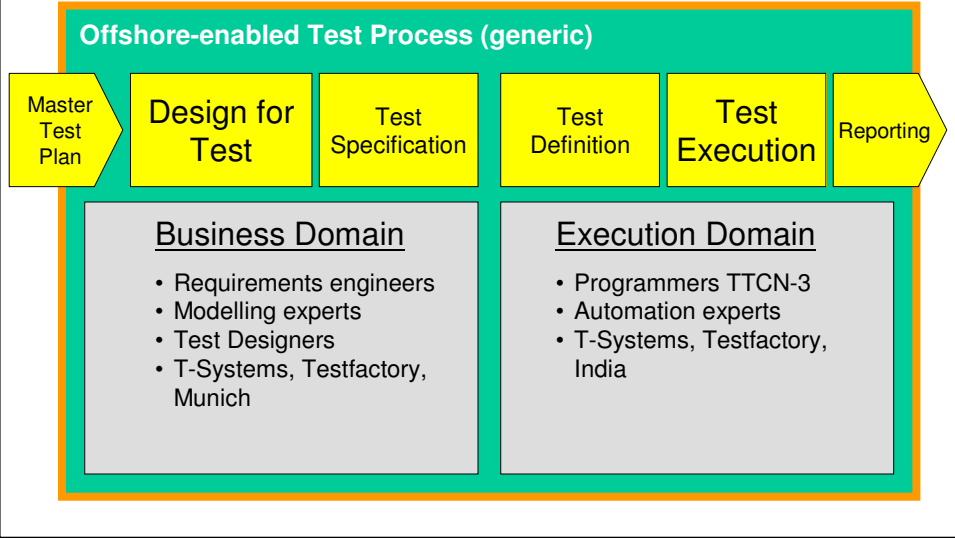 Offshore-enabled Test Process (generic)
Master
Test
Plan
Design for
Test
Test
Specification
Test
Definition
Test
Execution
Reporting
Business Domain
• Requirements engineers
• Modelling experts
• Test Designers
• T-Systems, Testfactory,
Munich
Execution Domain
• Programmers TTCN-3
• Automation experts
• T-Systems, Testfactory,
India